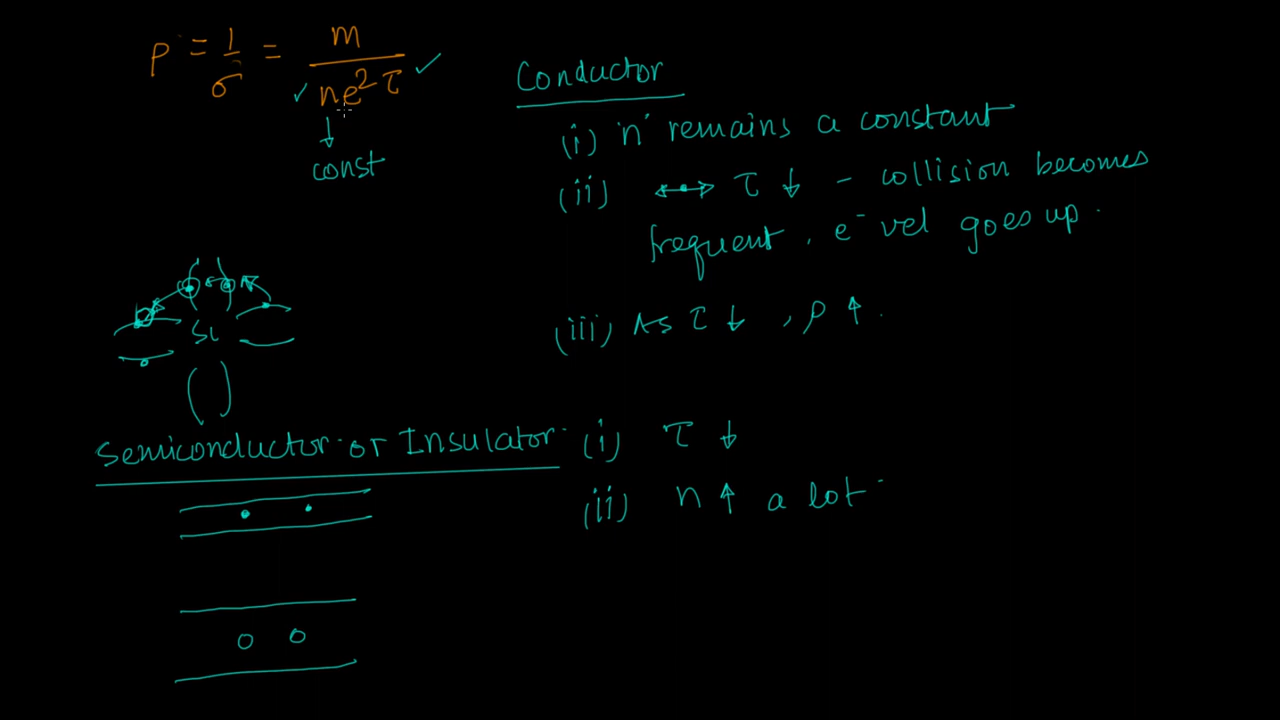 ρ = 1/σ = m / ne²τ ✓
✓
↓
const
Conductor
(i) 'n' remains a constant
(ii) ↔ τ ↓ - collision becomes
frequent, e⁻ vel goes up.
(iii) As τ ↓, ρ ↑.
Si
( )
Semiconductor or Insulator
(i) τ ↓
(ii) n ↑ a lot